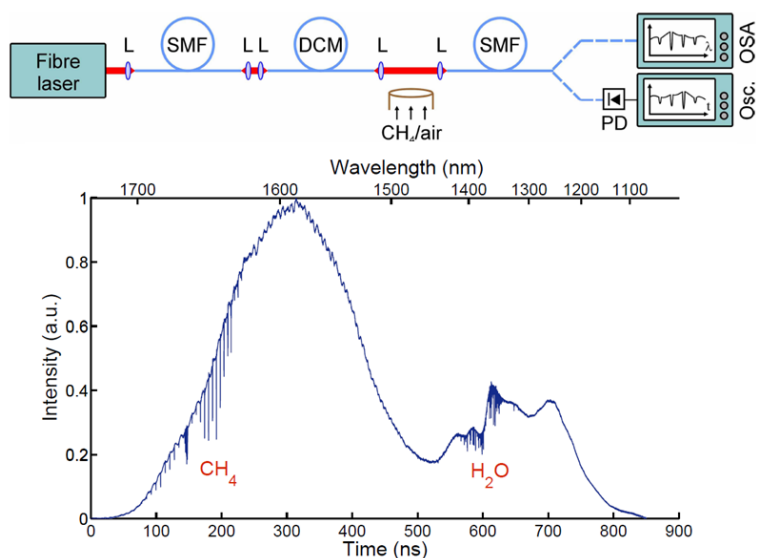 Fibre
laser
L
SMF
L L
DCM
L
L
SMF
CH₄/air
PD
λ
OSA
t
Osc.
Wavelength (nm)
1700 1600 1500 1400 1300 1200 1100
Intensity (a.u.)
1
0.8
0.6
0.4
0.2
0
CH₄
H₂O
0 100 200 300 400 500 600 700 800 900
Time (ns)